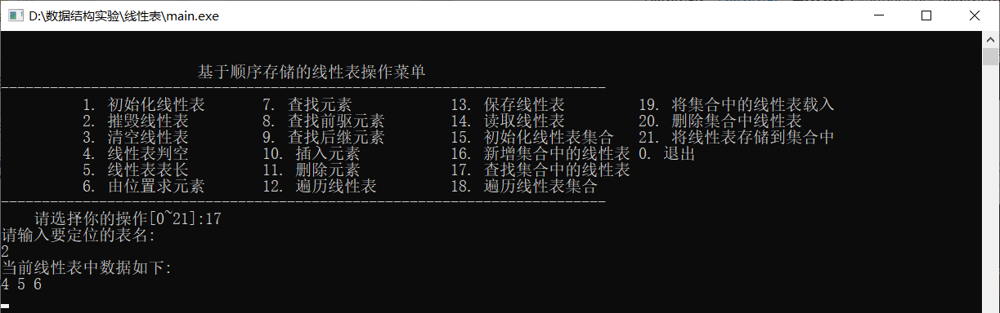 D:\数据结构实验\线性表\main.exe
基于顺序存储的线性表操作菜单
--------------------------------------------------------------------------
1. 初始化线性表 7. 查找元素 13. 保存线性表 19. 将集合中的线性表载入
2. 摧毁线性表 8. 查找前驱元素 14. 读取线性表 20. 删除集合中线性表
3. 清空线性表 9. 查找后继元素 15. 初始化线性表集合 21. 将线性表存储到集合中
4. 线性表判空 10. 插入元素 16. 新增集合中的线性表 0. 退出
5. 线性表表长 11. 删除元素 17. 查找集合中的线性表
6. 由位置求元素 12. 遍历线性表 18. 遍历线性表集合
--------------------------------------------------------------------------
请选择你的操作[0~21]:17
请输入要定位的表名:
2
当前线性表中数据如下:
4 5 6